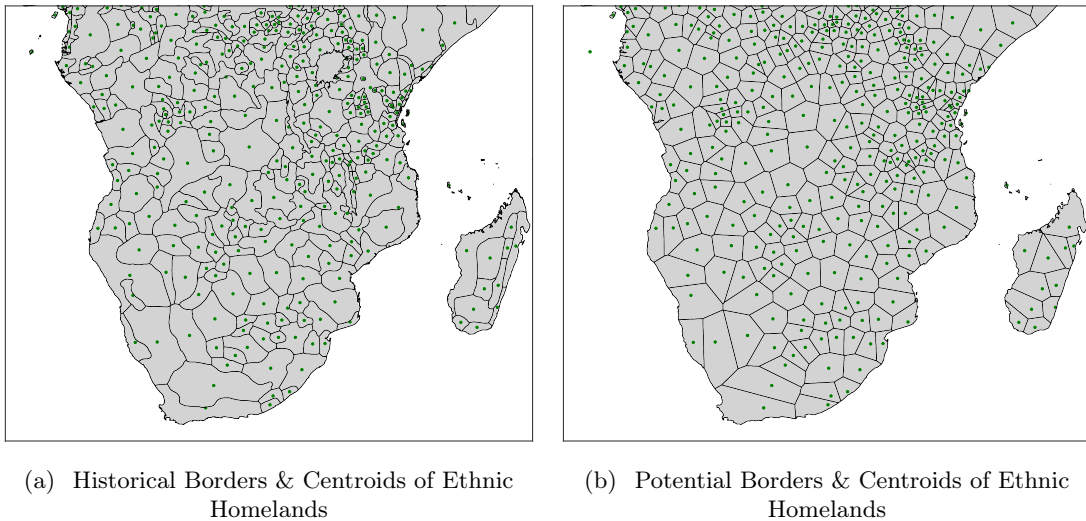 (a) Historical Borders & Centroids of Ethnic
Homelands
(b) Potential Borders & Centroids of Ethnic
Homelands